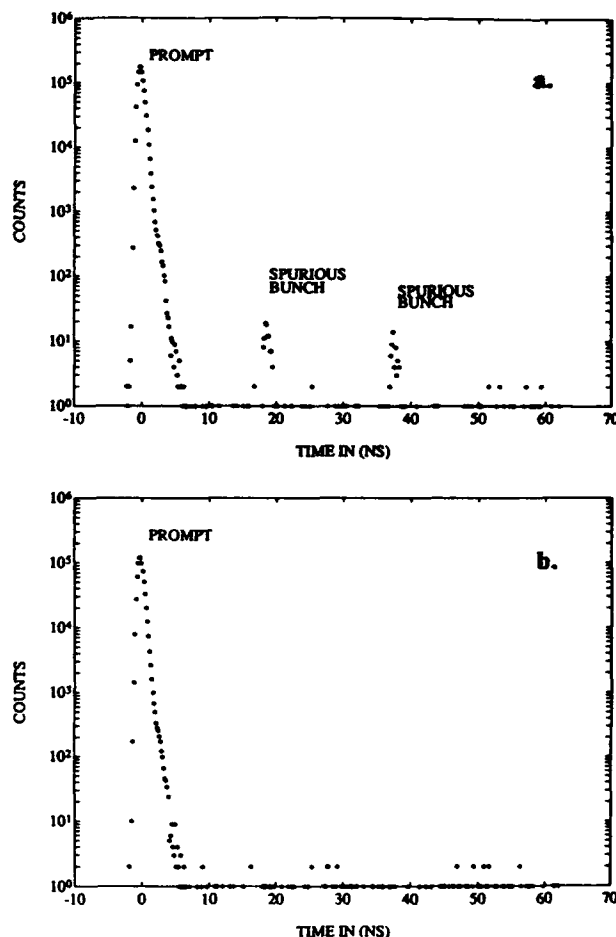 10⁶
PROMPT
a.
10⁵
10⁴
COUNTS
10³
10²
SPURIOUS
BUNCH
SPURIOUS
BUNCH
10¹
10⁰
-10 0 10 20 30 40 50 60 70
TIME IN (NS)
10⁶
PROMPT
b.
10⁵
10⁴
COUNTS
10³
10²
10¹
10⁰
-10 0 10 20 30 40 50 60 70
TIME IN (NS)